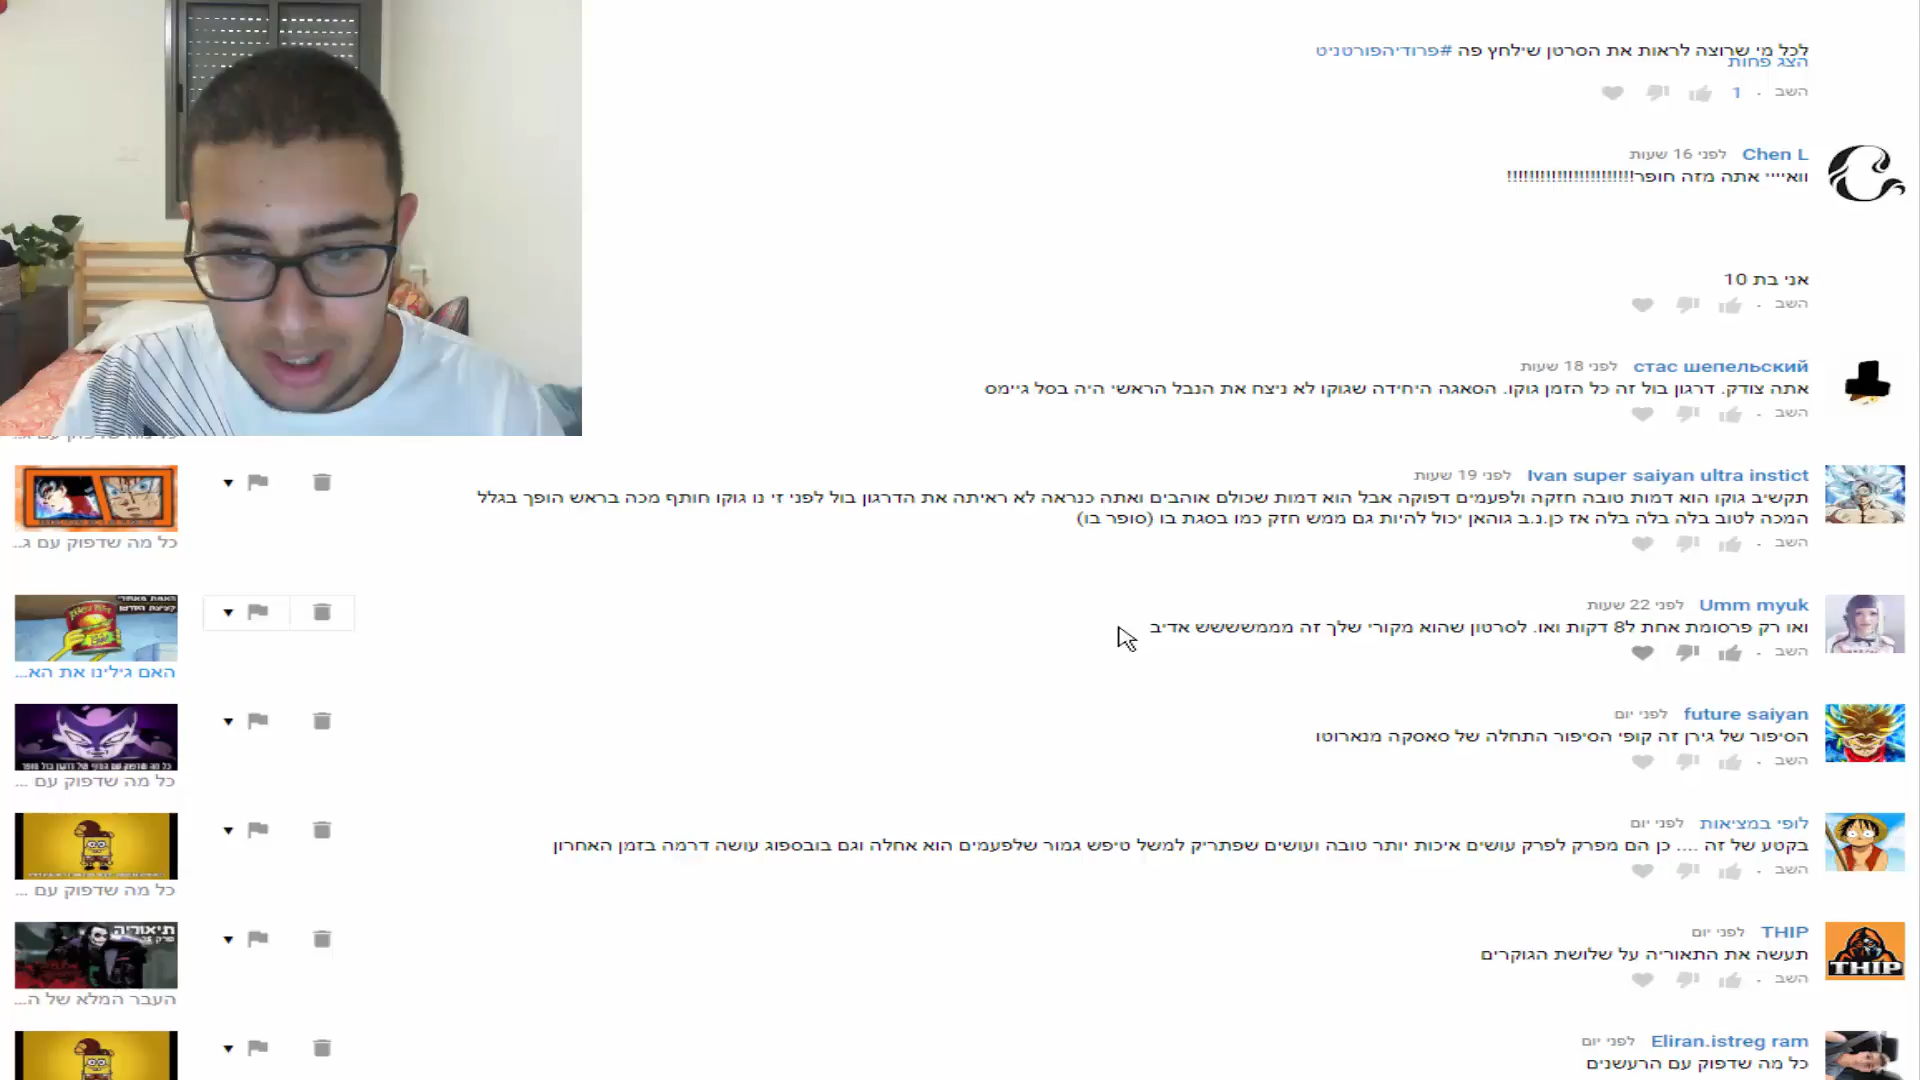 לכל מי שרוצה לראות את הסרטן שילחץ פה #פרודיהפורטניט
הצג פחות
השב · 1
Chen L לפני 16 שעות
וואיייי אתה מזה חופר!!!!!!!!!!!!!!!!!!!!!!!
אני בת 10
השב ·
стас шепельский לפני 18 שעות
אתה צודק. דרגון בול זה כל הזמן גוקו. הסאגה היחידה שגוקו לא ניצח את הנבל הראשי היה בסל גיימס
השב ·
Ivan super saiyan ultra instict לפני 19 שעות
תקשיב גוקו הוא דמות טובה חזקה ולפעמים דפוקה אבל הוא דמות שכולם אוהבים ואתה כנראה לא ראיתה את הדרגון בול לפני זי נו גוקו חותף מכה בראש הופך בגלל
המכה לטוב בלה בלה בלה אז כן.נ.ב גוהאן יכול להיות גם ממש חזק כמו בסגת בו (סופר בו)
השב ·
כל מה שדפוק עם ג...
Umm myuk לפני 22 שעות
ואו רק פרסומת אחת ל8 דקות ואו. לסרטון שהוא מקורי שלך זה מממשששש אדיב
השב ·
האמת מאחורי
האם גילינו את הא...
future saiyan לפני יום
הסיפור של גירן זה קופי הסיפור התחלה של סאסקה מנארוטו
השב ·
כל מה שדפוק עם ...
לופי במציאות לפני יום
בקטע של זה .... כן הם מפרק לפרק עושים איכות יותר טובה ועושים שפתריק למשל טיפש גמור שלפעמים הוא אחלה וגם בובספוג עושה דרמה בזמן האחרון
השב ·
כל מה שדפוק עם ...
THIP לפני יום
תעשה את התאוריה על שלושת הגוקרים
השב ·
THIP
תיאוריה
העבר המלא של ה...
Eliran.istreg ram לפני יום
כל מה שדפוק עם הרעשנים